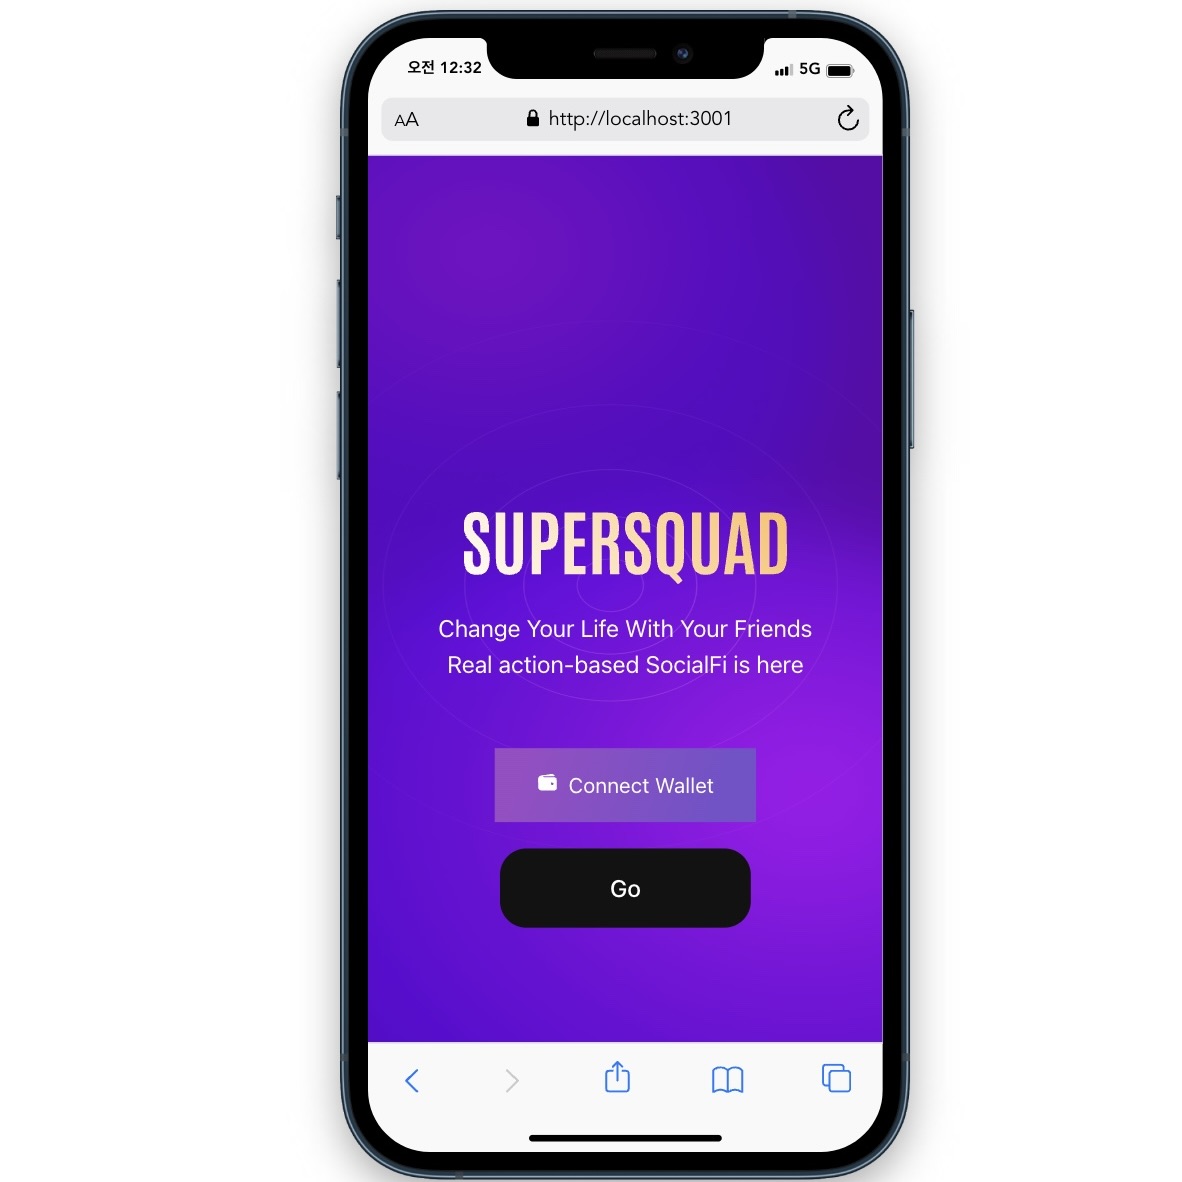 오전 12:32
5G
AA
http://localhost:3001
SUPERSQUAD
Change Your Life With Your Friends
Real action-based SocialFi is here
Connect Wallet
Go